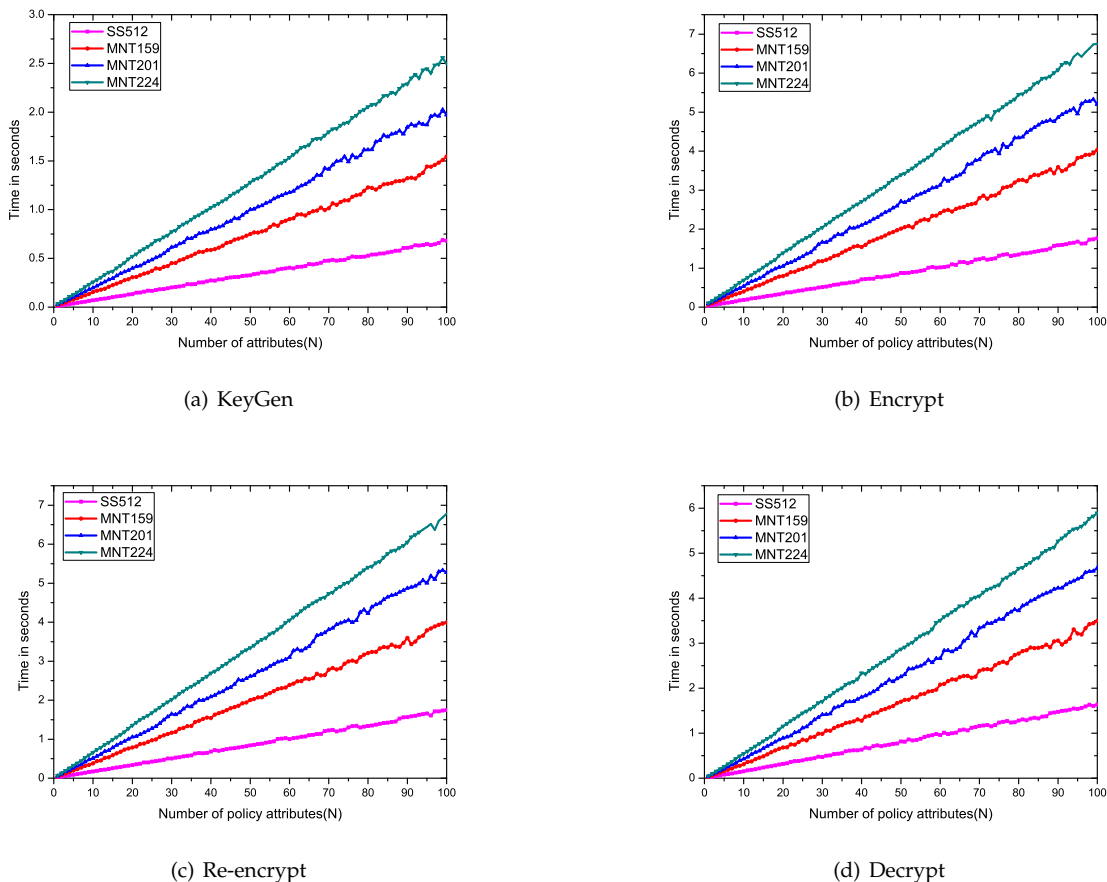 3.0
2.5
2.0
1.5
1.0
0.5
0.0
Time in seconds
SS512
MNT159
MNT201
MNT224
0 10 20 30 40 50 60 70 80 90 100
Number of attributes(N)
(a) KeyGen
7
6
5
4
3
2
1
0
Time in seconds
SS512
MNT159
MNT201
MNT224
0 10 20 30 40 50 60 70 80 90 100
Number of policy attributes(N)
(b) Encrypt
7
6
5
4
3
2
1
0
Time in seconds
SS512
MNT159
MNT201
MNT224
0 10 20 30 40 50 60 70 80 90 100
Number of policy attributes(N)
(c) Re-encrypt
6
5
4
3
2
1
0
Time in seconds
SS512
MNT159
MNT201
MNT224
0 10 20 30 40 50 60 70 80 90 100
Number of policy attributes(N)
(d) Decrypt